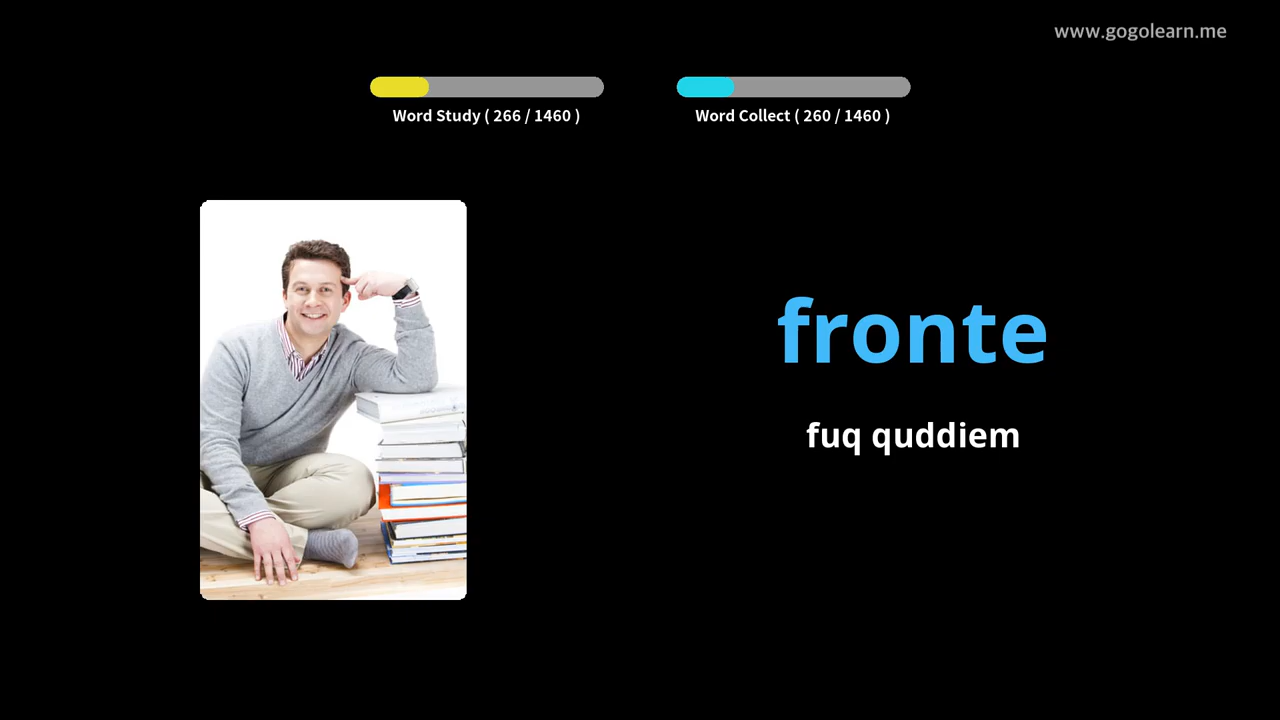 www.gogolearn.me
Word Study ( 266 / 1460 )
Word Collect ( 260 / 1460 )
fronte
fuq quddiem